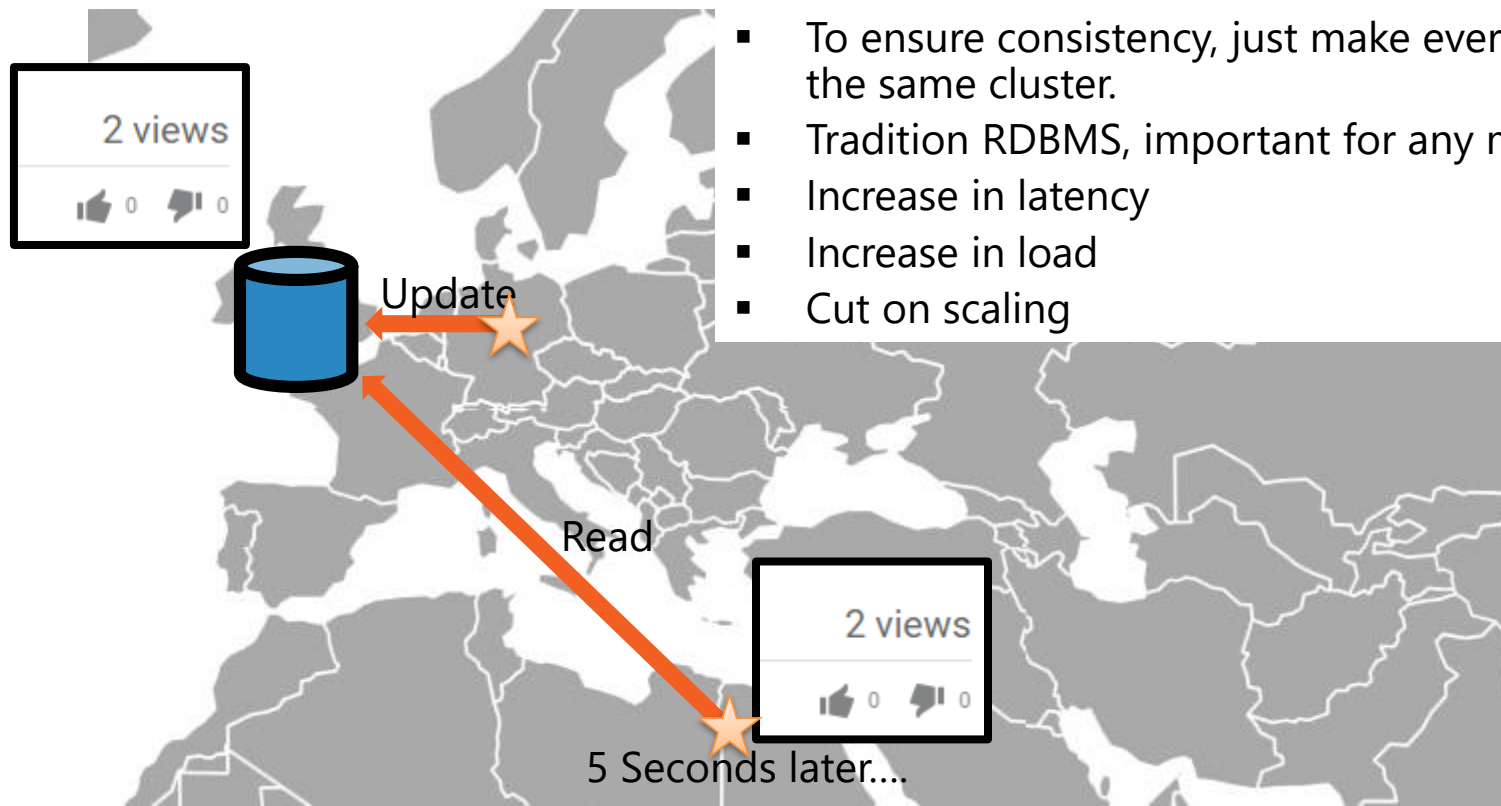 ▪ To ensure consistency, just make ever
the same cluster.
▪ Tradition RDBMS, important for any
▪ Increase in latency
▪ Increase in load
▪ Cut on scaling
2 views
0 0
Update
Read
2 views
0 0
5 Seconds later....